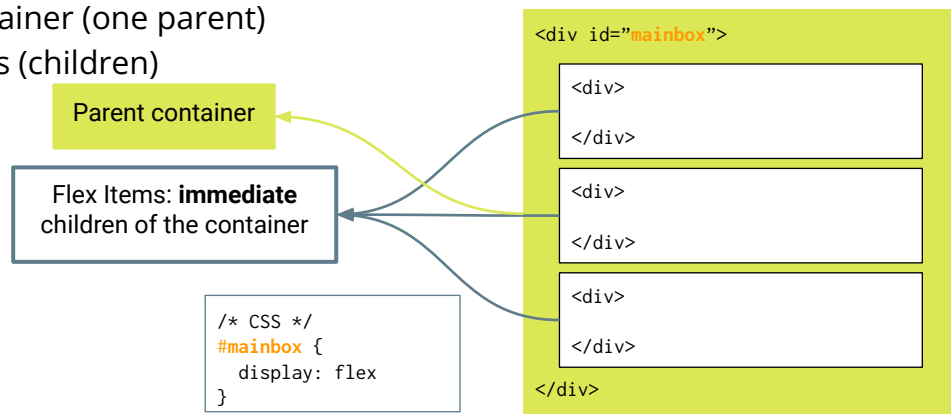 ainer (one parent)
s (children)
Parent container
Flex Items: immediate
children of the container
/* CSS */
#mainbox {
display: flex
}
<div id=”mainbox”>
<div>
</div>
<div>
</div>
<div>
</div>
</div>